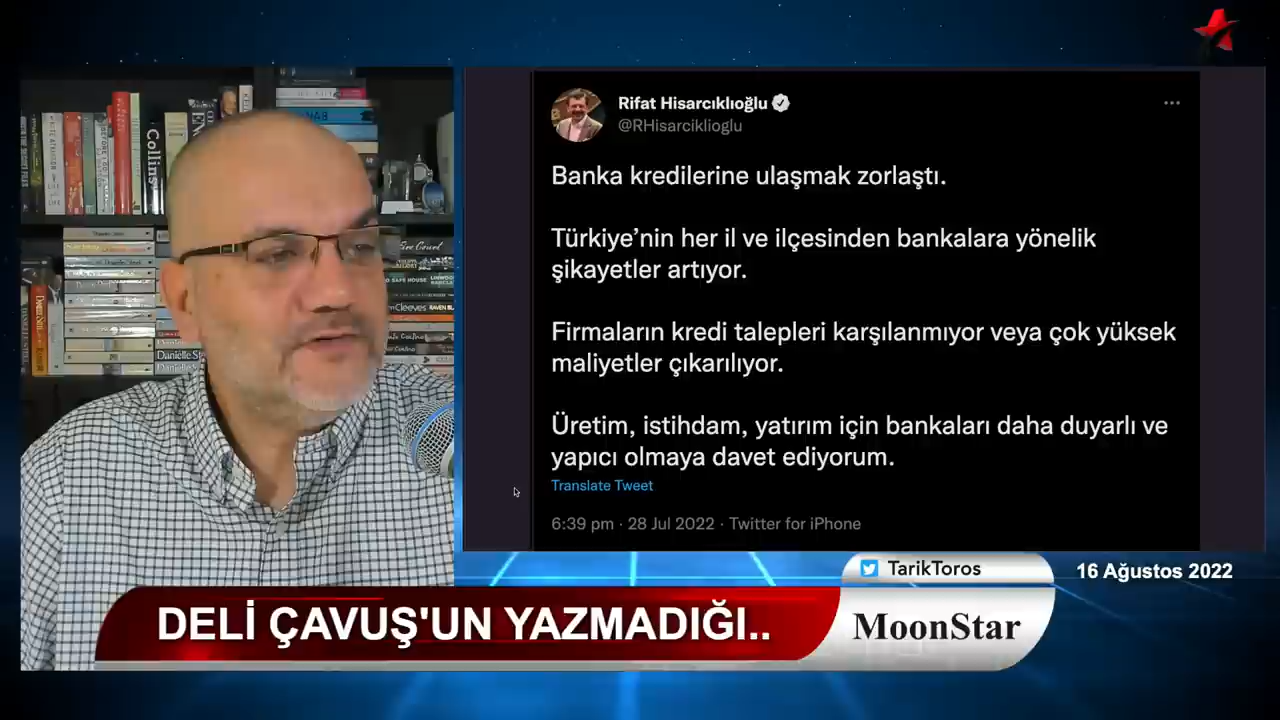 Rifat Hisarcıklıoğlu
@RHisarciklioglu
Banka kredilerine ulaşmak zorlaştı.
Türkiye’nin her il ve ilçesinden bankalara yönelik
şikayetler artıyor.
Firmaların kredi talepleri karşılanmıyor veya çok yüksek
maliyetler çıkarılıyor.
Üretim, istihdam, yatırım için bankaları daha duyarlı ve
yapıcı olmaya davet ediyorum.
Translate Tweet
6:39 pm · 28 Jul 2022 · Twitter for iPhone
Collins
TarikToros
16 Ağustos 2022
DELİ ÇAVUŞ'UN YAZMADIĞI..
MoonStar